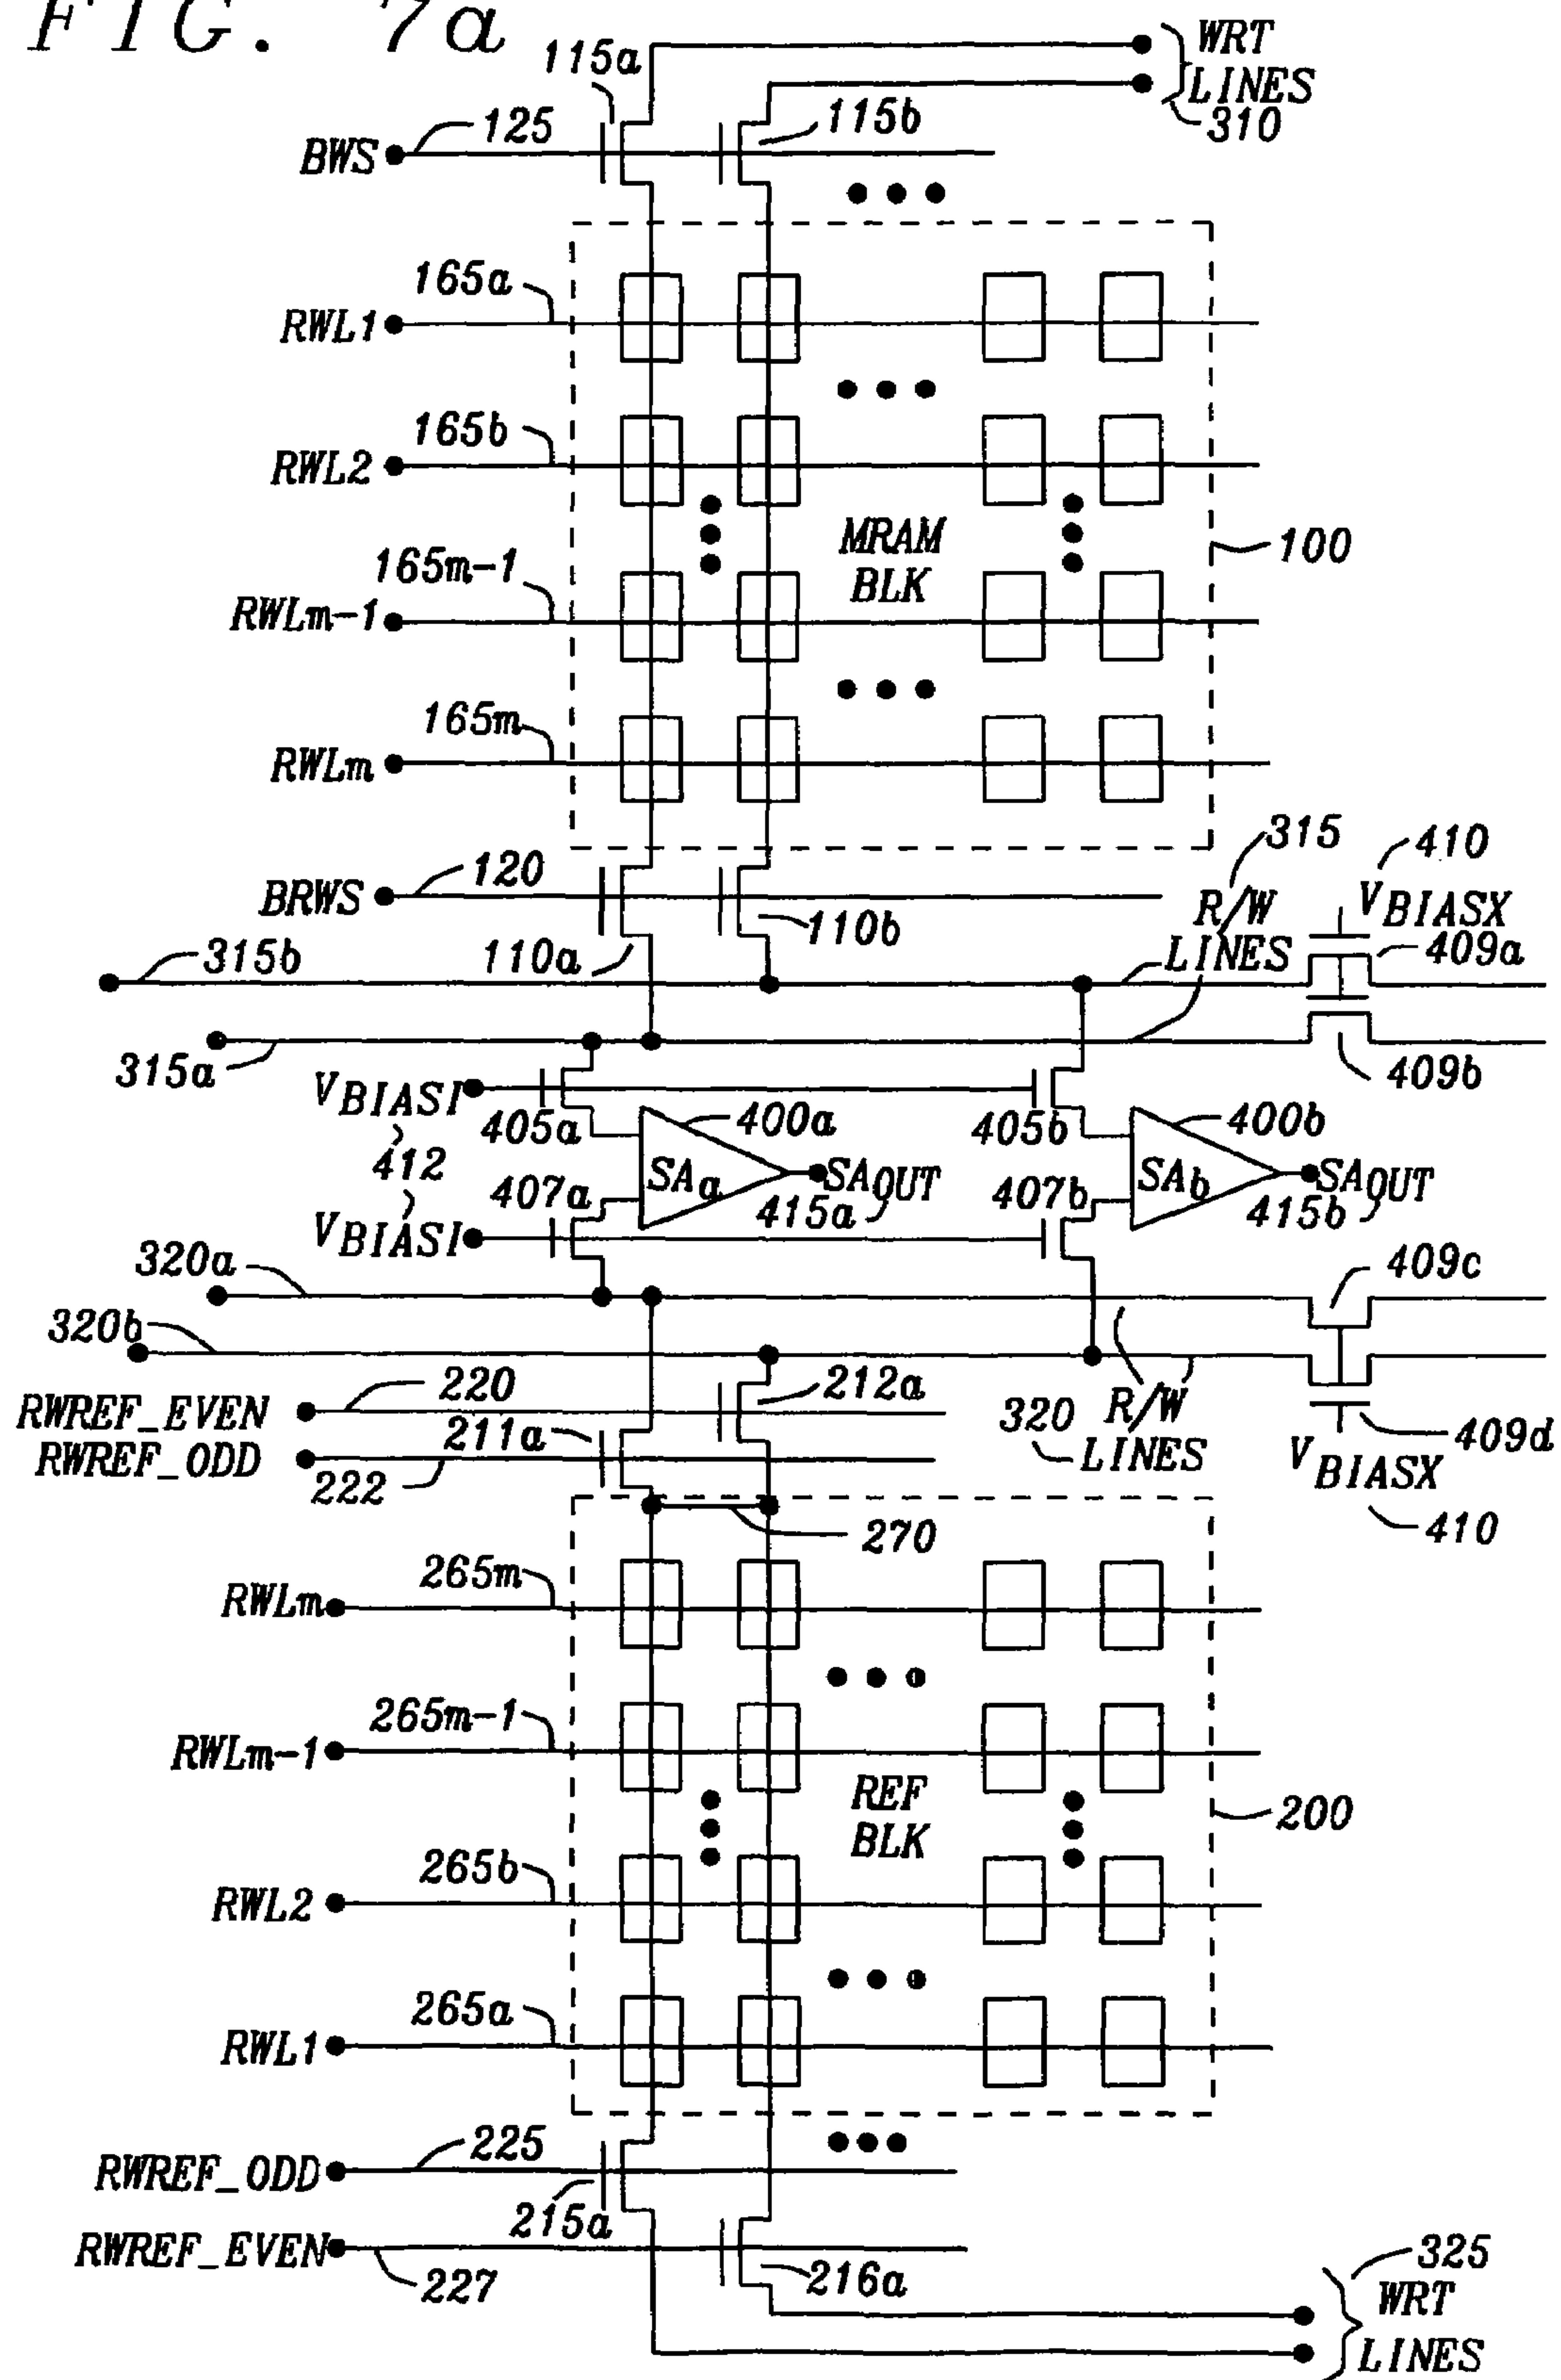 FIG. 7a
115a
WRT
LINES
310
125
115b
BWS
165a
RWL1
165b
RWL2
MRAM
BLK
100
165m-1
RWLm-1
165m
RWLm
315
410
120
BRWS
R/W
LINES
VBIASX
110b
409a
315b
110a
315a
409b
VBIASI
405a
400a
405b
400b
412
SAa
SAOUT
SAb
SAOUT
407a
415a
407b
415b
VBIASI
320a
409c
320b
220
212a
RWREF_EVEN
211a
R/W
320
LINES
409d
RWREF_ODD
222
VBIASX
270
410
265m
RWLm
265m-1
RWLm-1
REF
BLK
200
265b
RWL2
265a
RWL1
225
RWREF_ODD
215a
RWREF_EVEN
227
216a
325
WRT
LINES